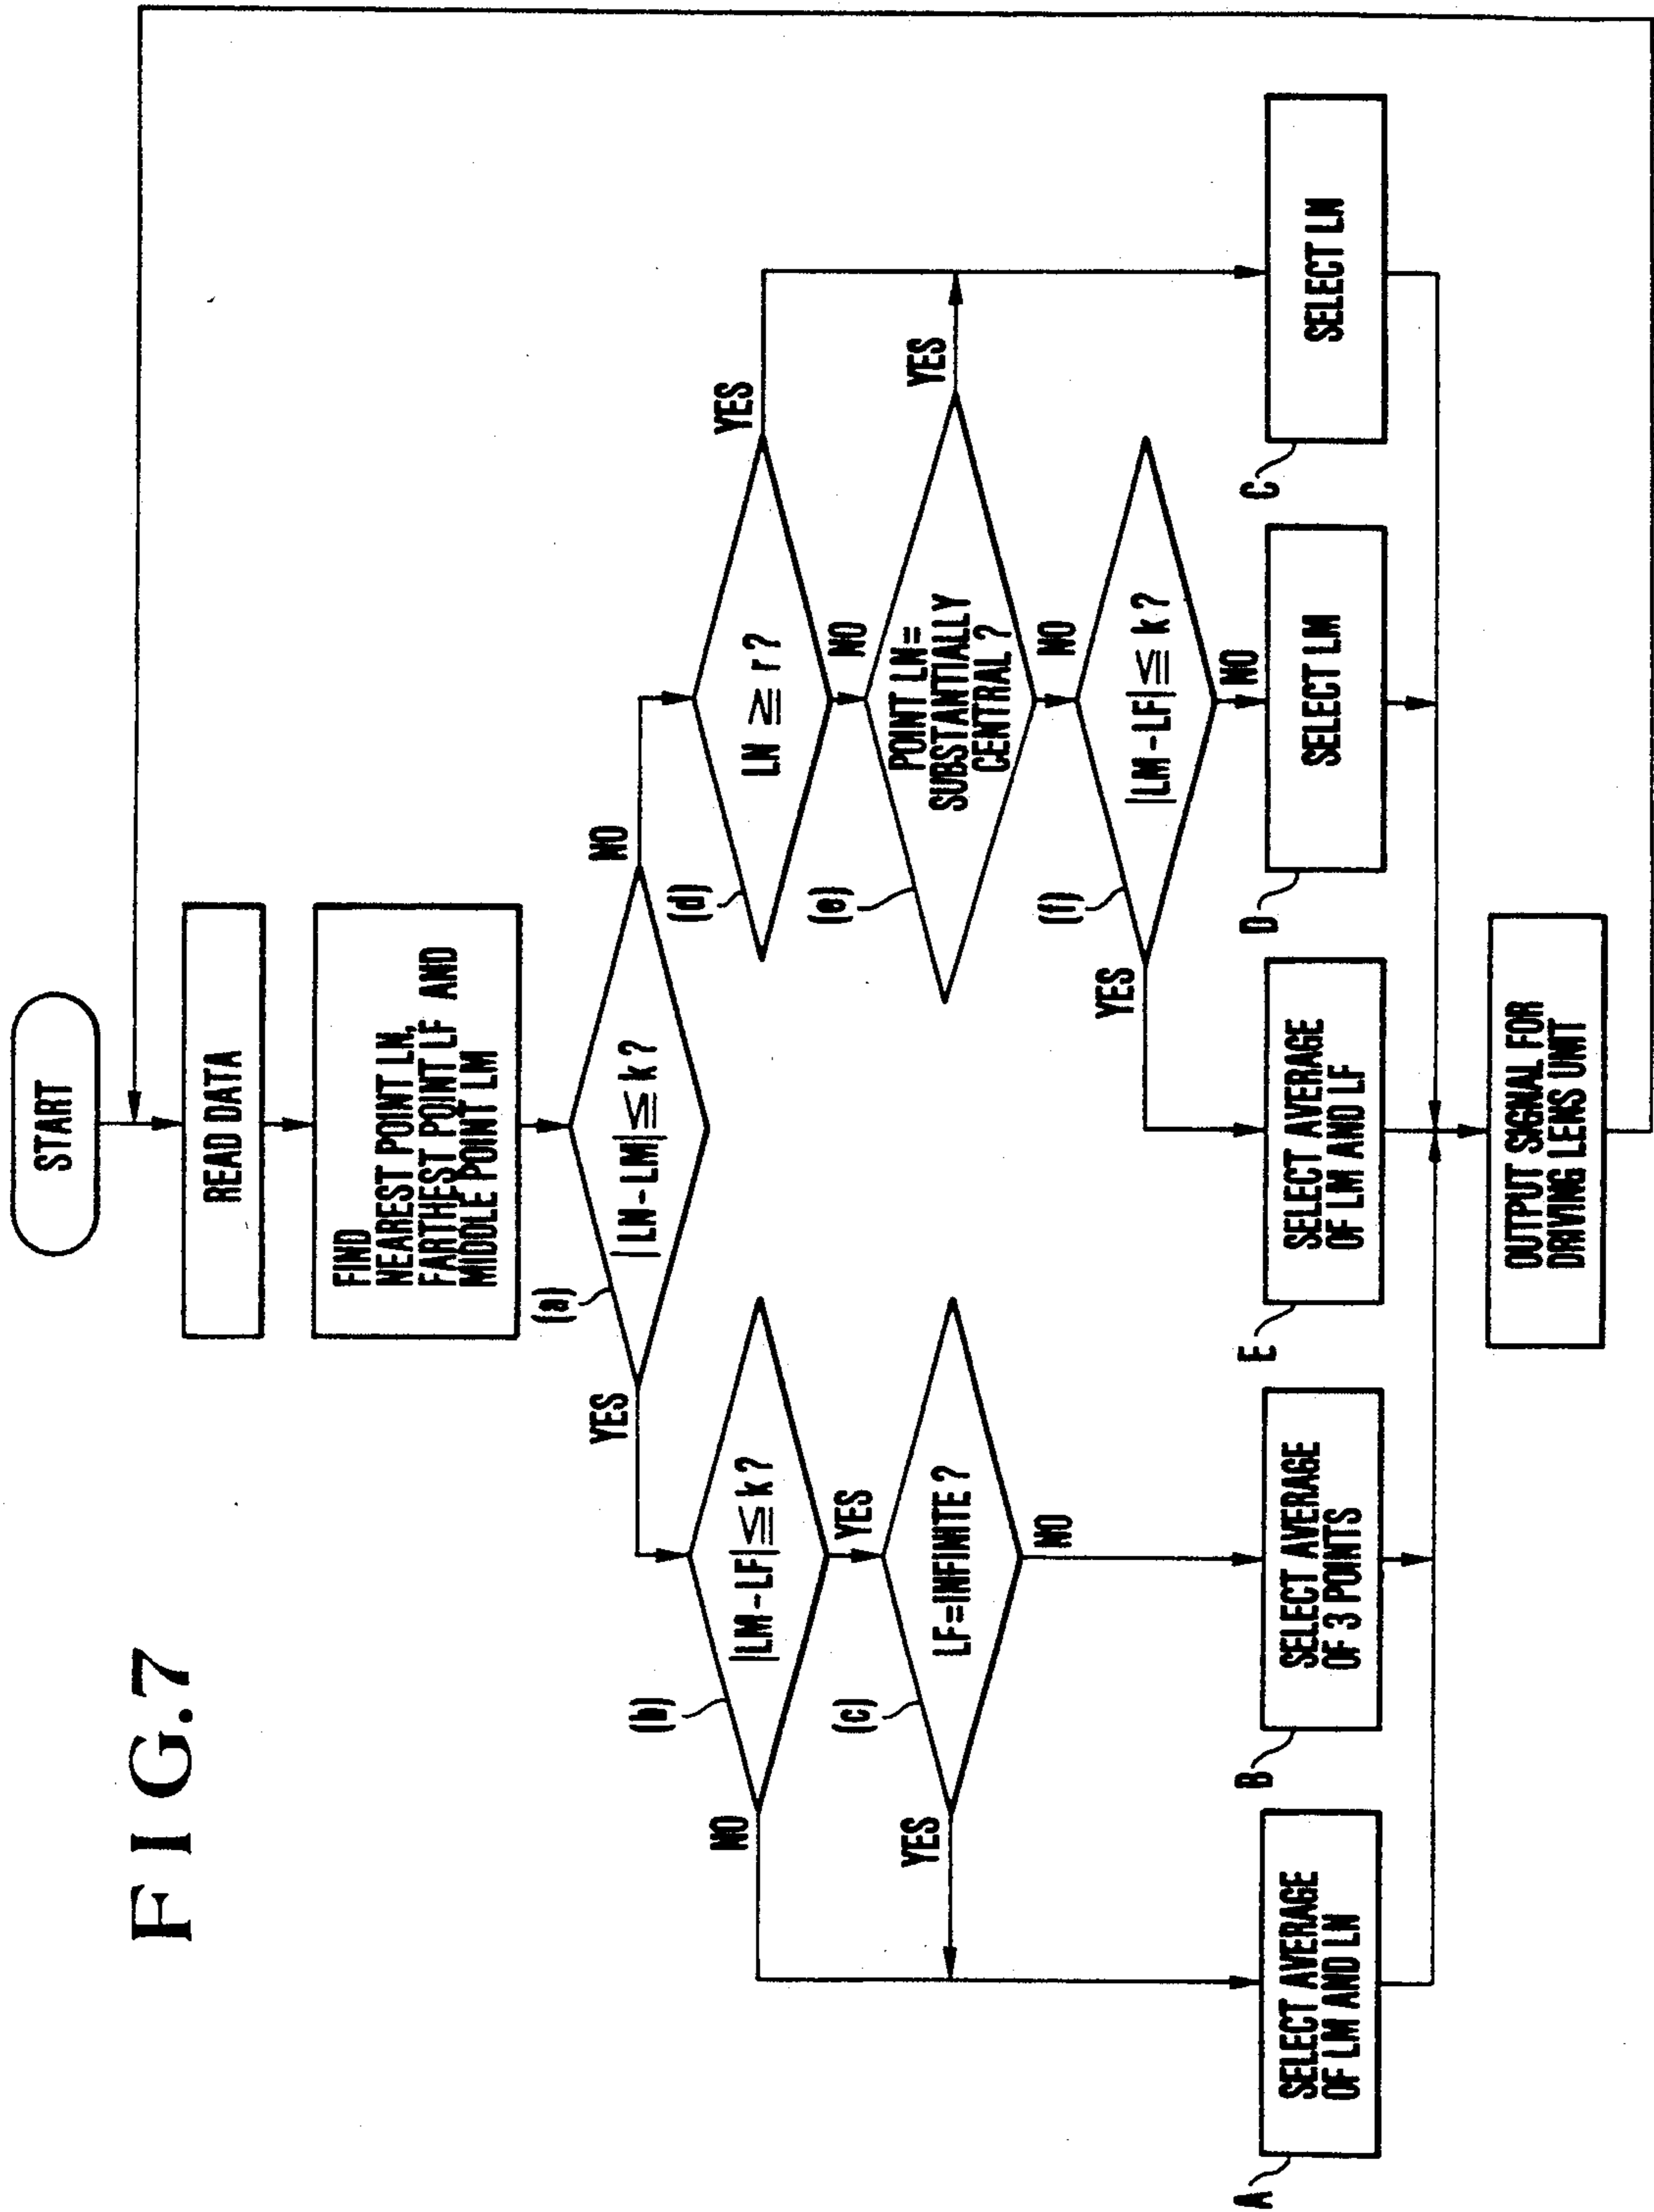 FIG.7
START
READ DATA
FIND
NEAREST POINT LN,
FARTHEST POINT LF AND
MIDDLE POINT LM
(a)
|LN-LM|≦k?
YES
NO
(b)
|LM-LF|≦k?
NO
YES
(c)
LF=INFINITE?
YES
NO
(d)
LN≧r?
YES
NO
(e)
POINT LN=
SUBSTANTIALLY
CENTRAL?
YES
NO
(f)
|LM-LF|≦k?
YES
NO
A
SELECT AVERAGE
OF LM AND LN
B
SELECT AVERAGE
OF 3 POINTS
E
SELECT AVERAGE
OF LM AND LF
D
SELECT LM
C
SELECT LN
OUTPUT SIGNAL FOR
DRIVING LENS UNIT